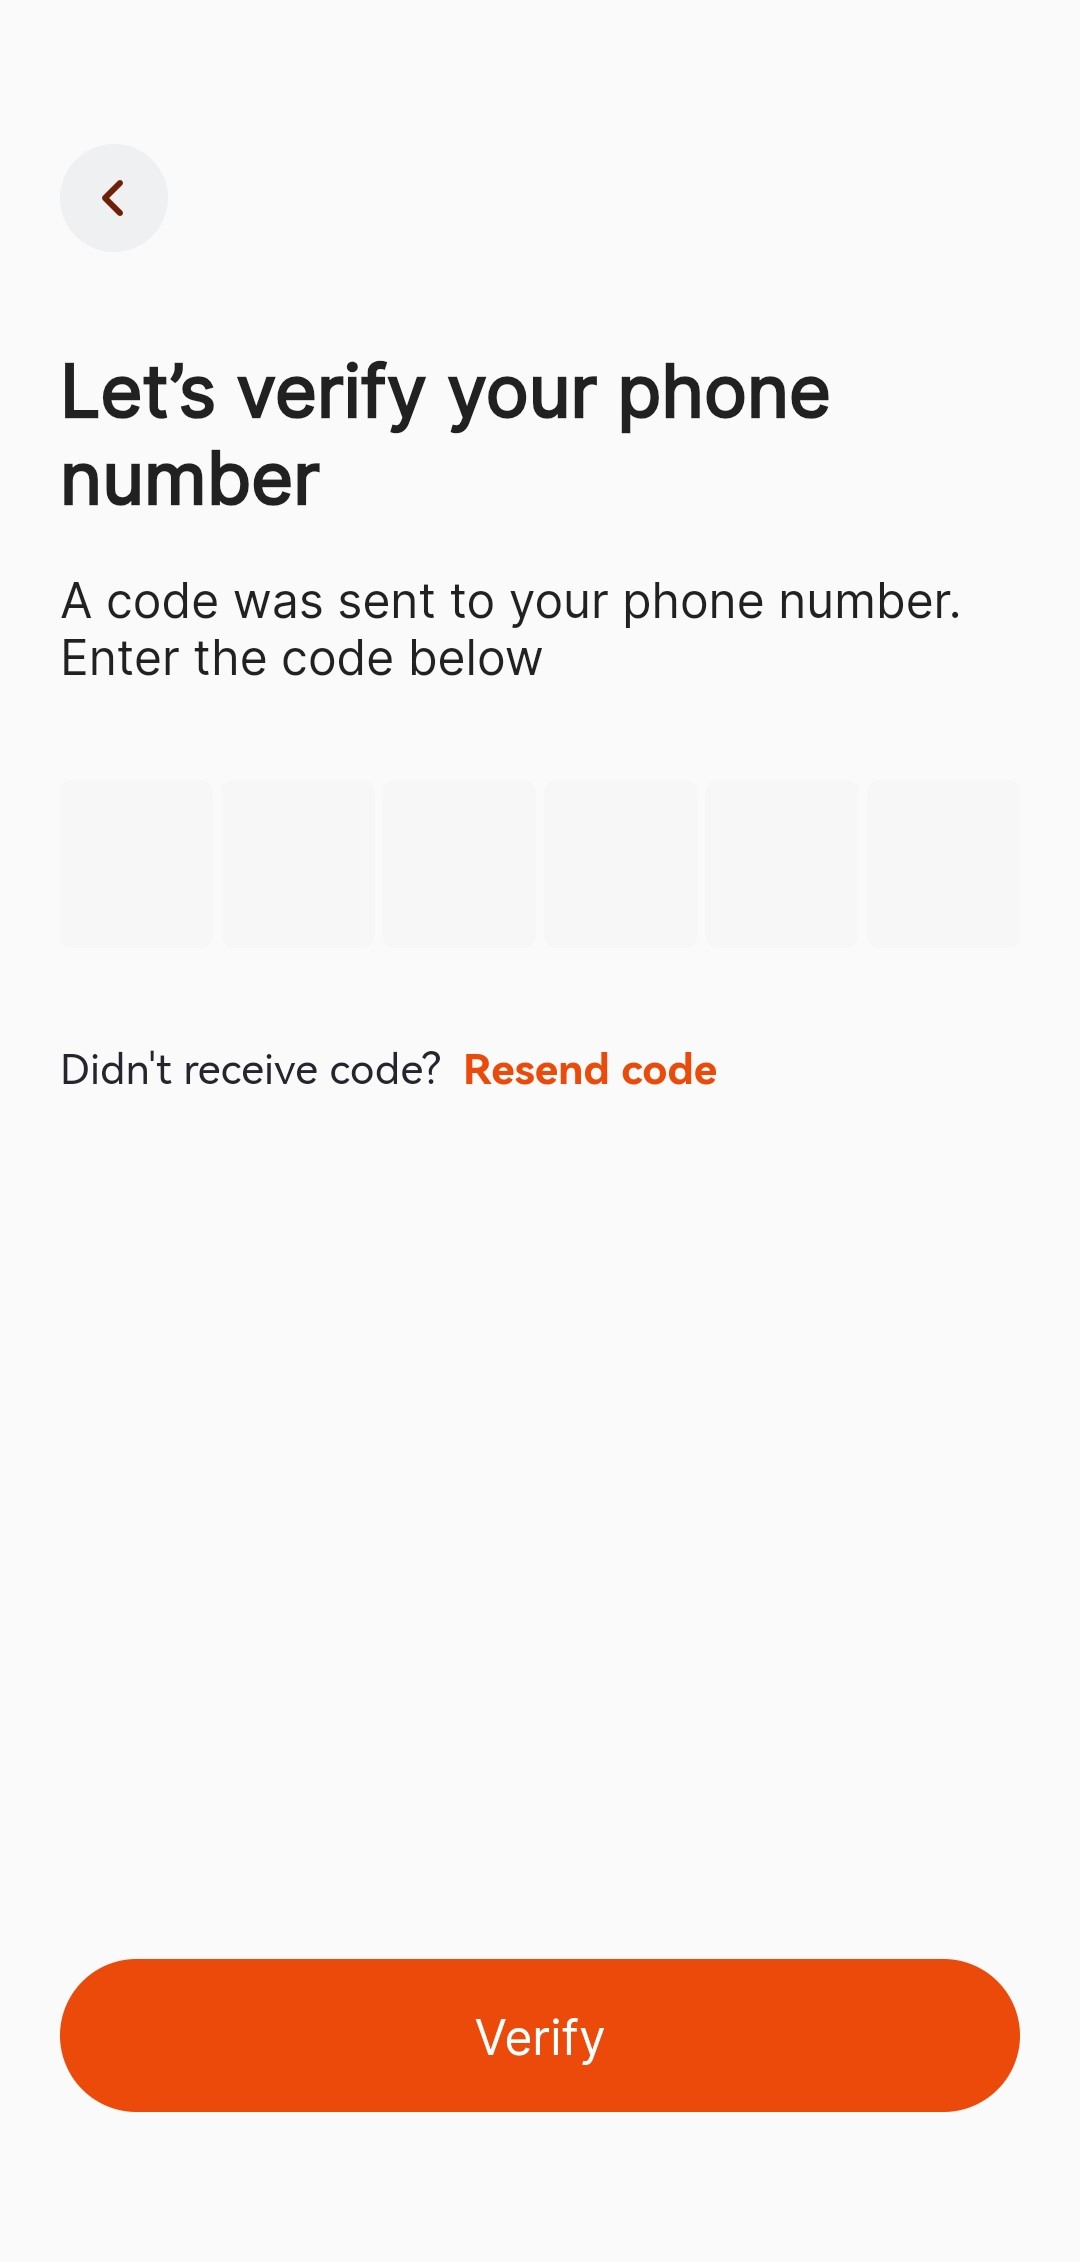 Let’s verify your phone
number
A code was sent to your phone number.
Enter the code below
Didn't receive code? Resend code
Verify